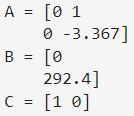 A = [0 1
0 -3.367]
B = [0
292.4]
C = [1 0]